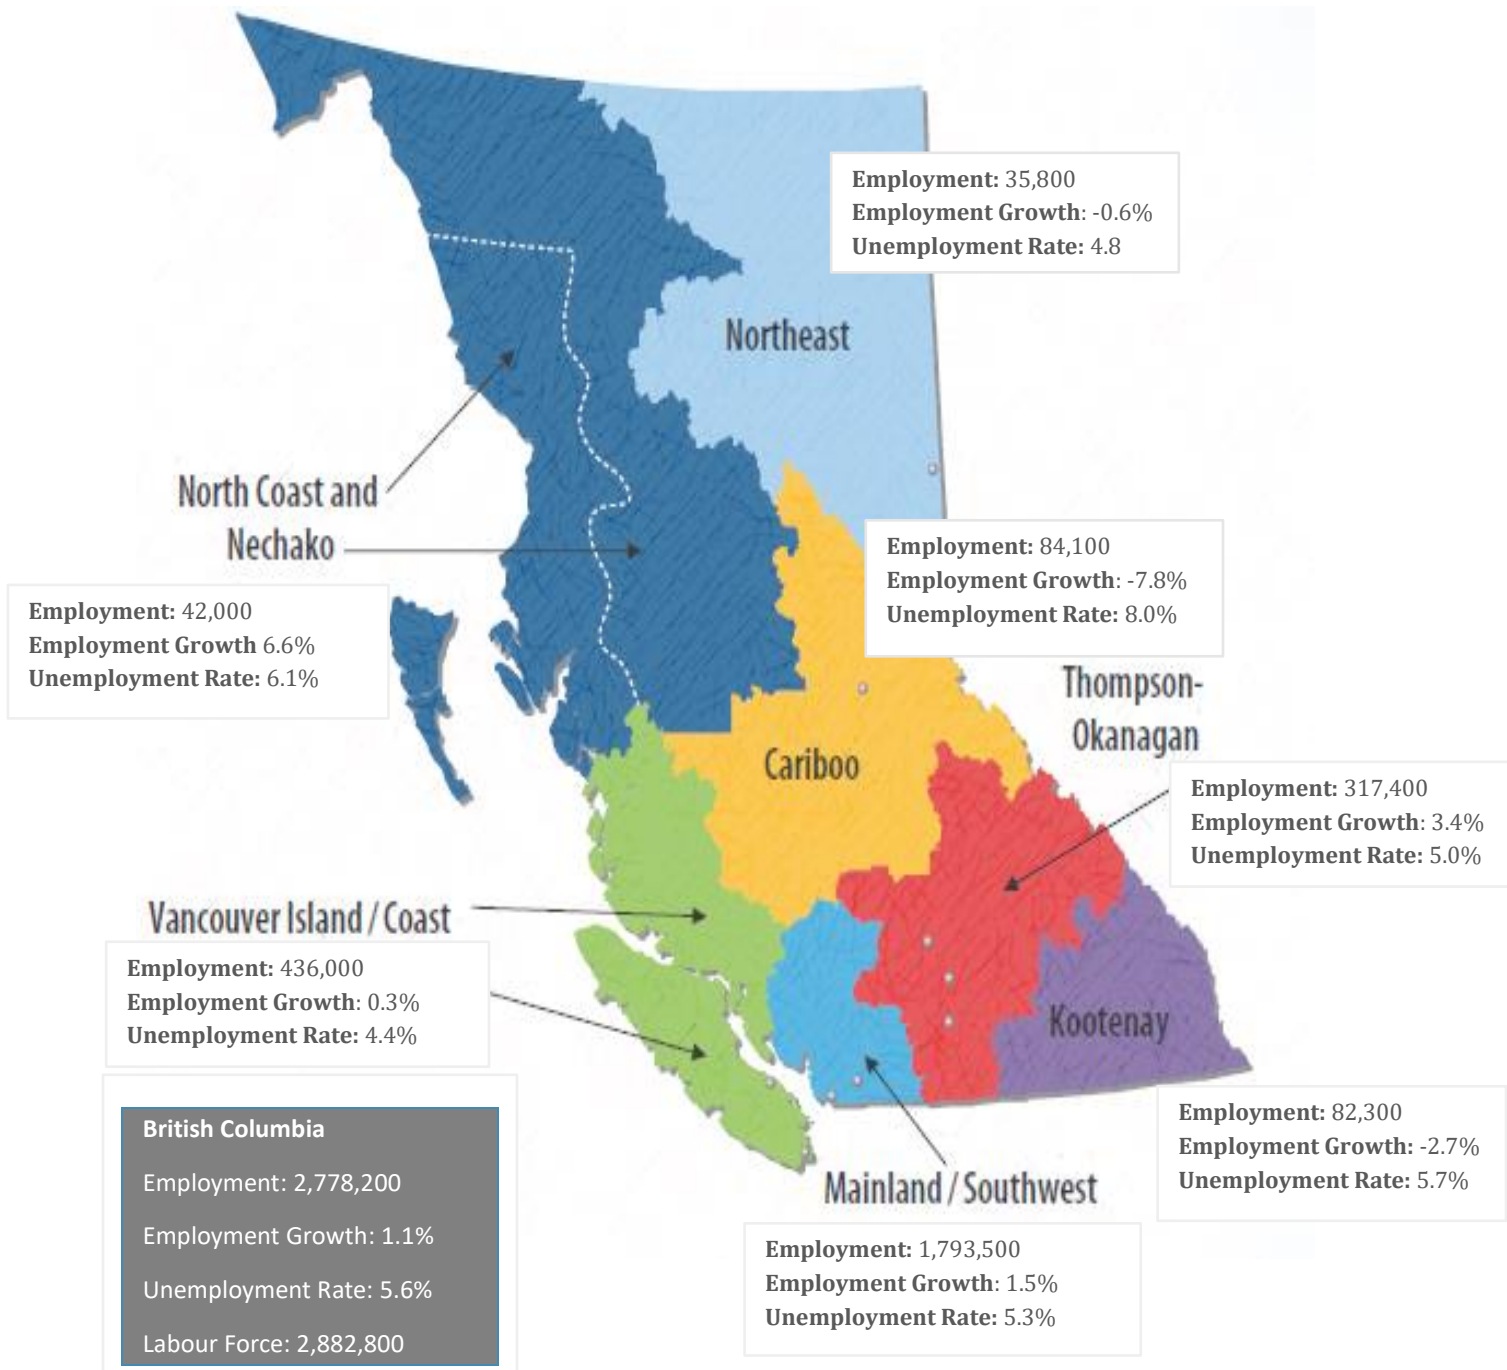 Employment: 35,800
Employment Growth: -0.6%
Unemployment Rate: 4.8
Northeast
North Coast and
Nechako
Employment: 42,000
Employment Growth 6.6%
Unemployment Rate: 6.1%
Employment: 84,100
Employment Growth: -7.8%
Unemployment Rate: 8.0%
Cariboo
Thompson-
Okanagan
Employment: 317,400
Employment Growth: 3.4%
Unemployment Rate: 5.0%
Vancouver Island / Coast
Employment: 436,000
Employment Growth: 0.3%
Unemployment Rate: 4.4%
Kootenay
Employment: 82,300
Employment Growth: -2.7%
Unemployment Rate: 5.7%
Mainland / Southwest
Employment: 1,793,500
Employment Growth: 1.5%
Unemployment Rate: 5.3%
British Columbia
Employment: 2,778,200
Employment Growth: 1.1%
Unemployment Rate: 5.6%
Labour Force: 2,882,800